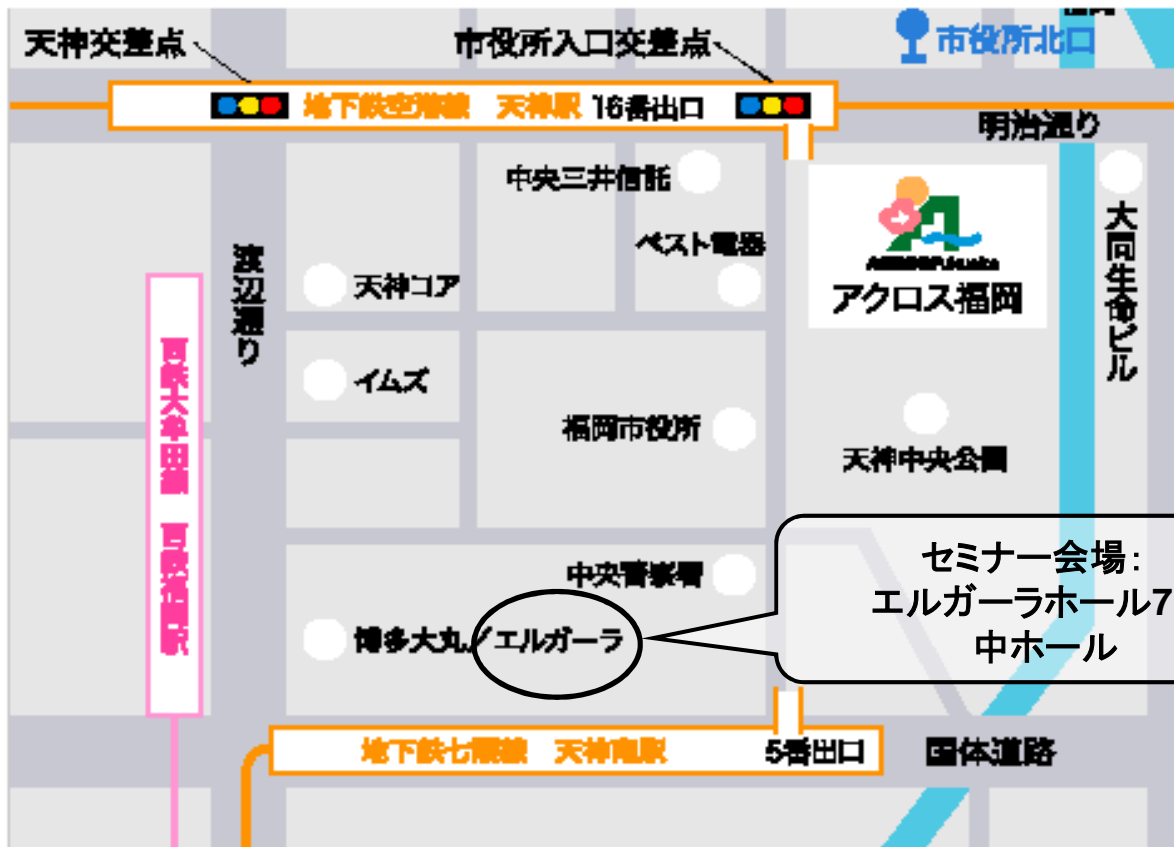 天神交差点
市役所入口交差点
市役所北口
地下鉄空港線 天神駅 16番出口
明治通り
中央三井信託
ベスト電器
アクロス福岡
大同生命ビル
渡辺通り
天神コア
イムズ
西鉄大牟田線 西鉄福岡駅
福岡市役所
天神中央公園
セミナー会場:
エルガーラホール7
中ホール
中央警察署
博多大丸/エルガーラ
地下鉄七隈線 天神南駅 5番出口
国体道路